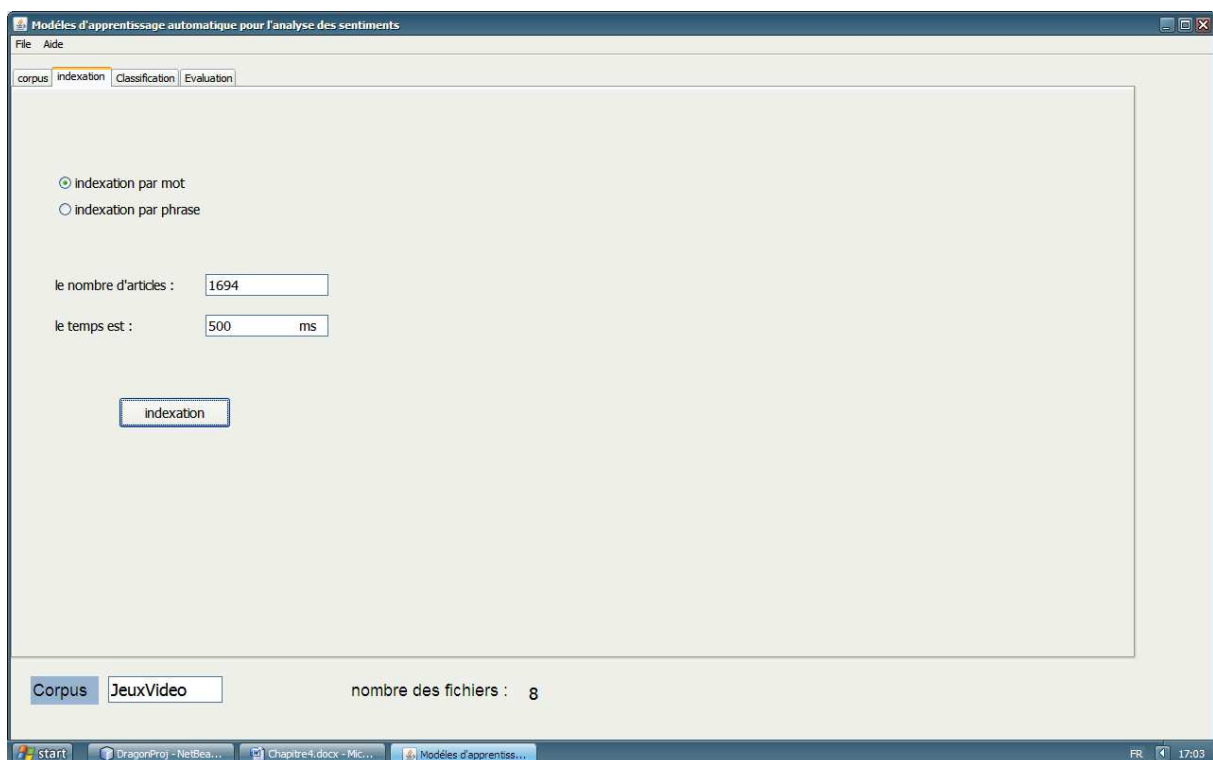 Modéles d'apprentissage automatique pour l'analyse des sentiments
File Aide
corpus indexation Classification Evaluation
indexation par mot
indexation par phrase
le nombre d'articles : 1694
le temps est : 500 ms
indexation
Corpus JeuxVideo nombre des fichiers : 8
start DragonProj - NetBea... Chapitre4.docx - Mic... Modéles d'apprentiss... FR 17:03